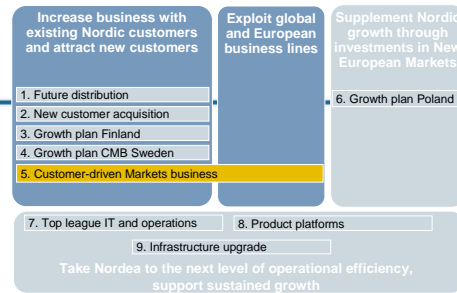 Increase business with
existing Nordic customers
and attract new customers
Exploit global
and European
business lines
Supplement Nordic
growth through
investments in New
European Markets
1. Future distribution
2. New customer acquisition
3. Growth plan Finland
4. Growth plan CMB Sweden
5. Customer-driven Markets business
6. Growth plan Poland
7. Top league IT and operations
8. Product platforms
9. Infrastructure upgrade
Take Nordea to the next level of operational efficiency,
support sustained growth